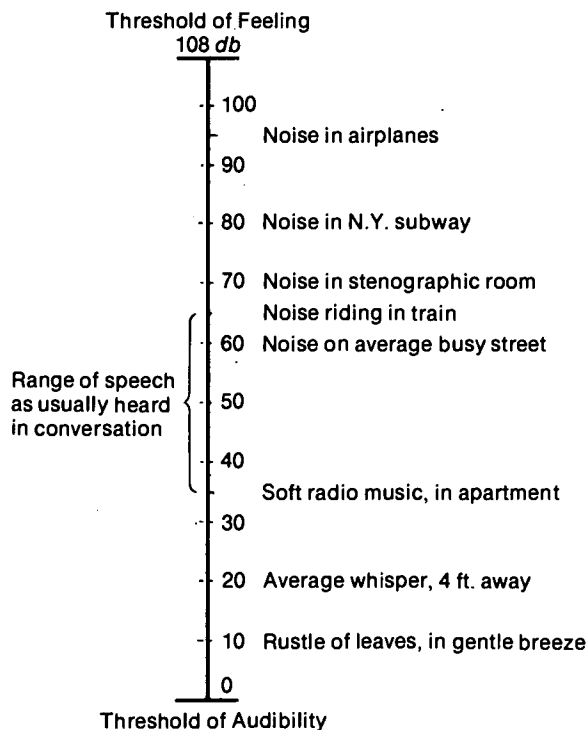 Threshold of Feeling
108 db
100
Noise in airplanes
90
80 Noise in N.Y. subway
70 Noise in stenographic room
Noise riding in train
60 Noise on average busy street
Range of speech
as usually heard
in conversation
50
40
Soft radio music, in apartment
30
20 Average whisper, 4 ft. away
10 Rustle of leaves, in gentle breeze
0
Threshold of Audibility